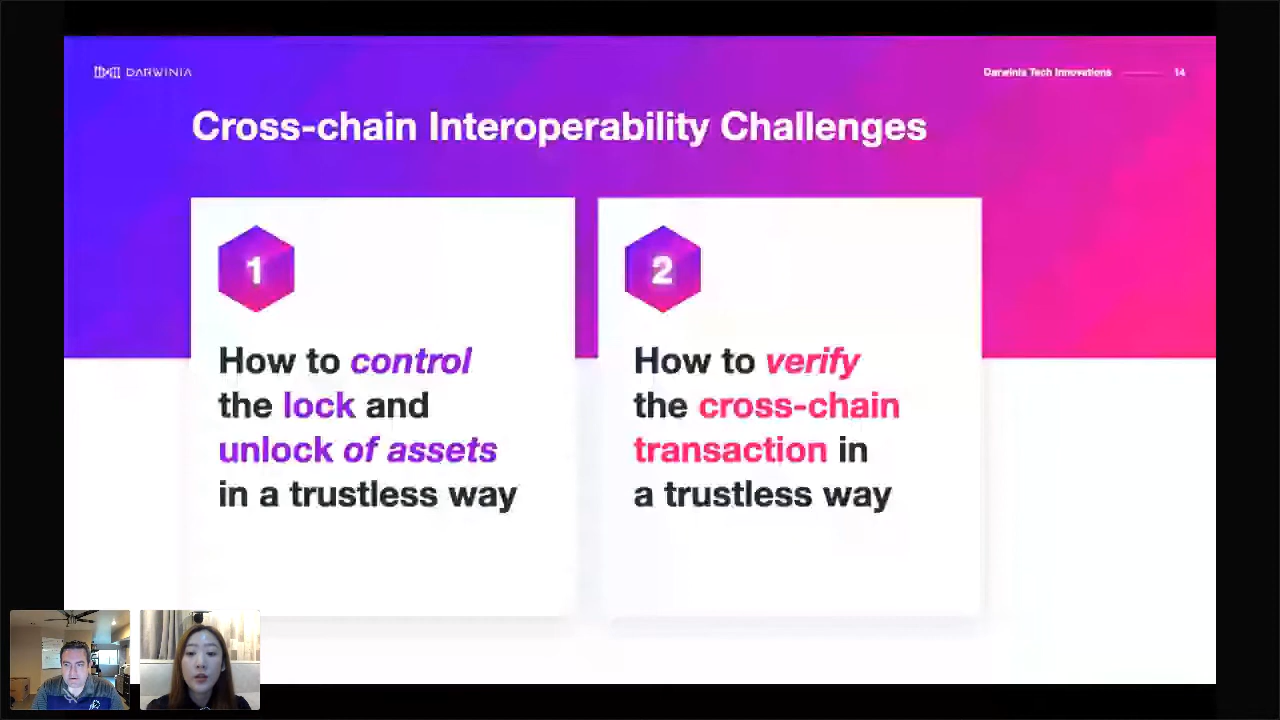 DARWINIA
Darwinia Tech Innovations
14
Cross-chain Interoperability Challenges
1
How to control
the lock and
unlock of assets
in a trustless way
2
How to verify
the cross-chain
transaction in
a trustless way